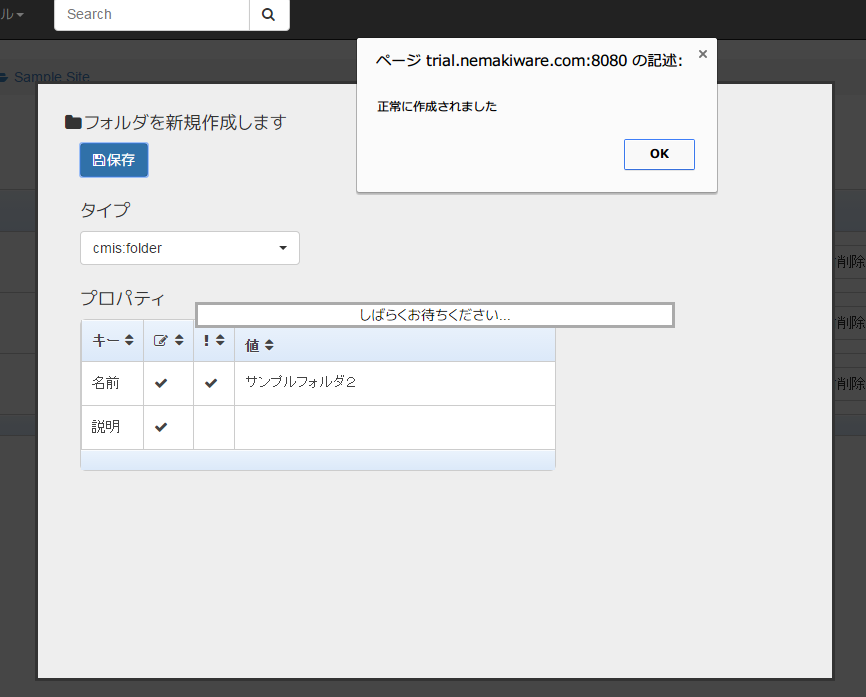 ル
Search
Sample Site
ページ trial.nemakiware.com:8080 の記述:
×
正常に作成されました
OK
フォルダを新規作成します
保存
タイプ
cmis:folder
プロパティ
しばらくお待ちください...
キー ! 値
名前 サンプルフォルダ２
説明
削除
削除
削除